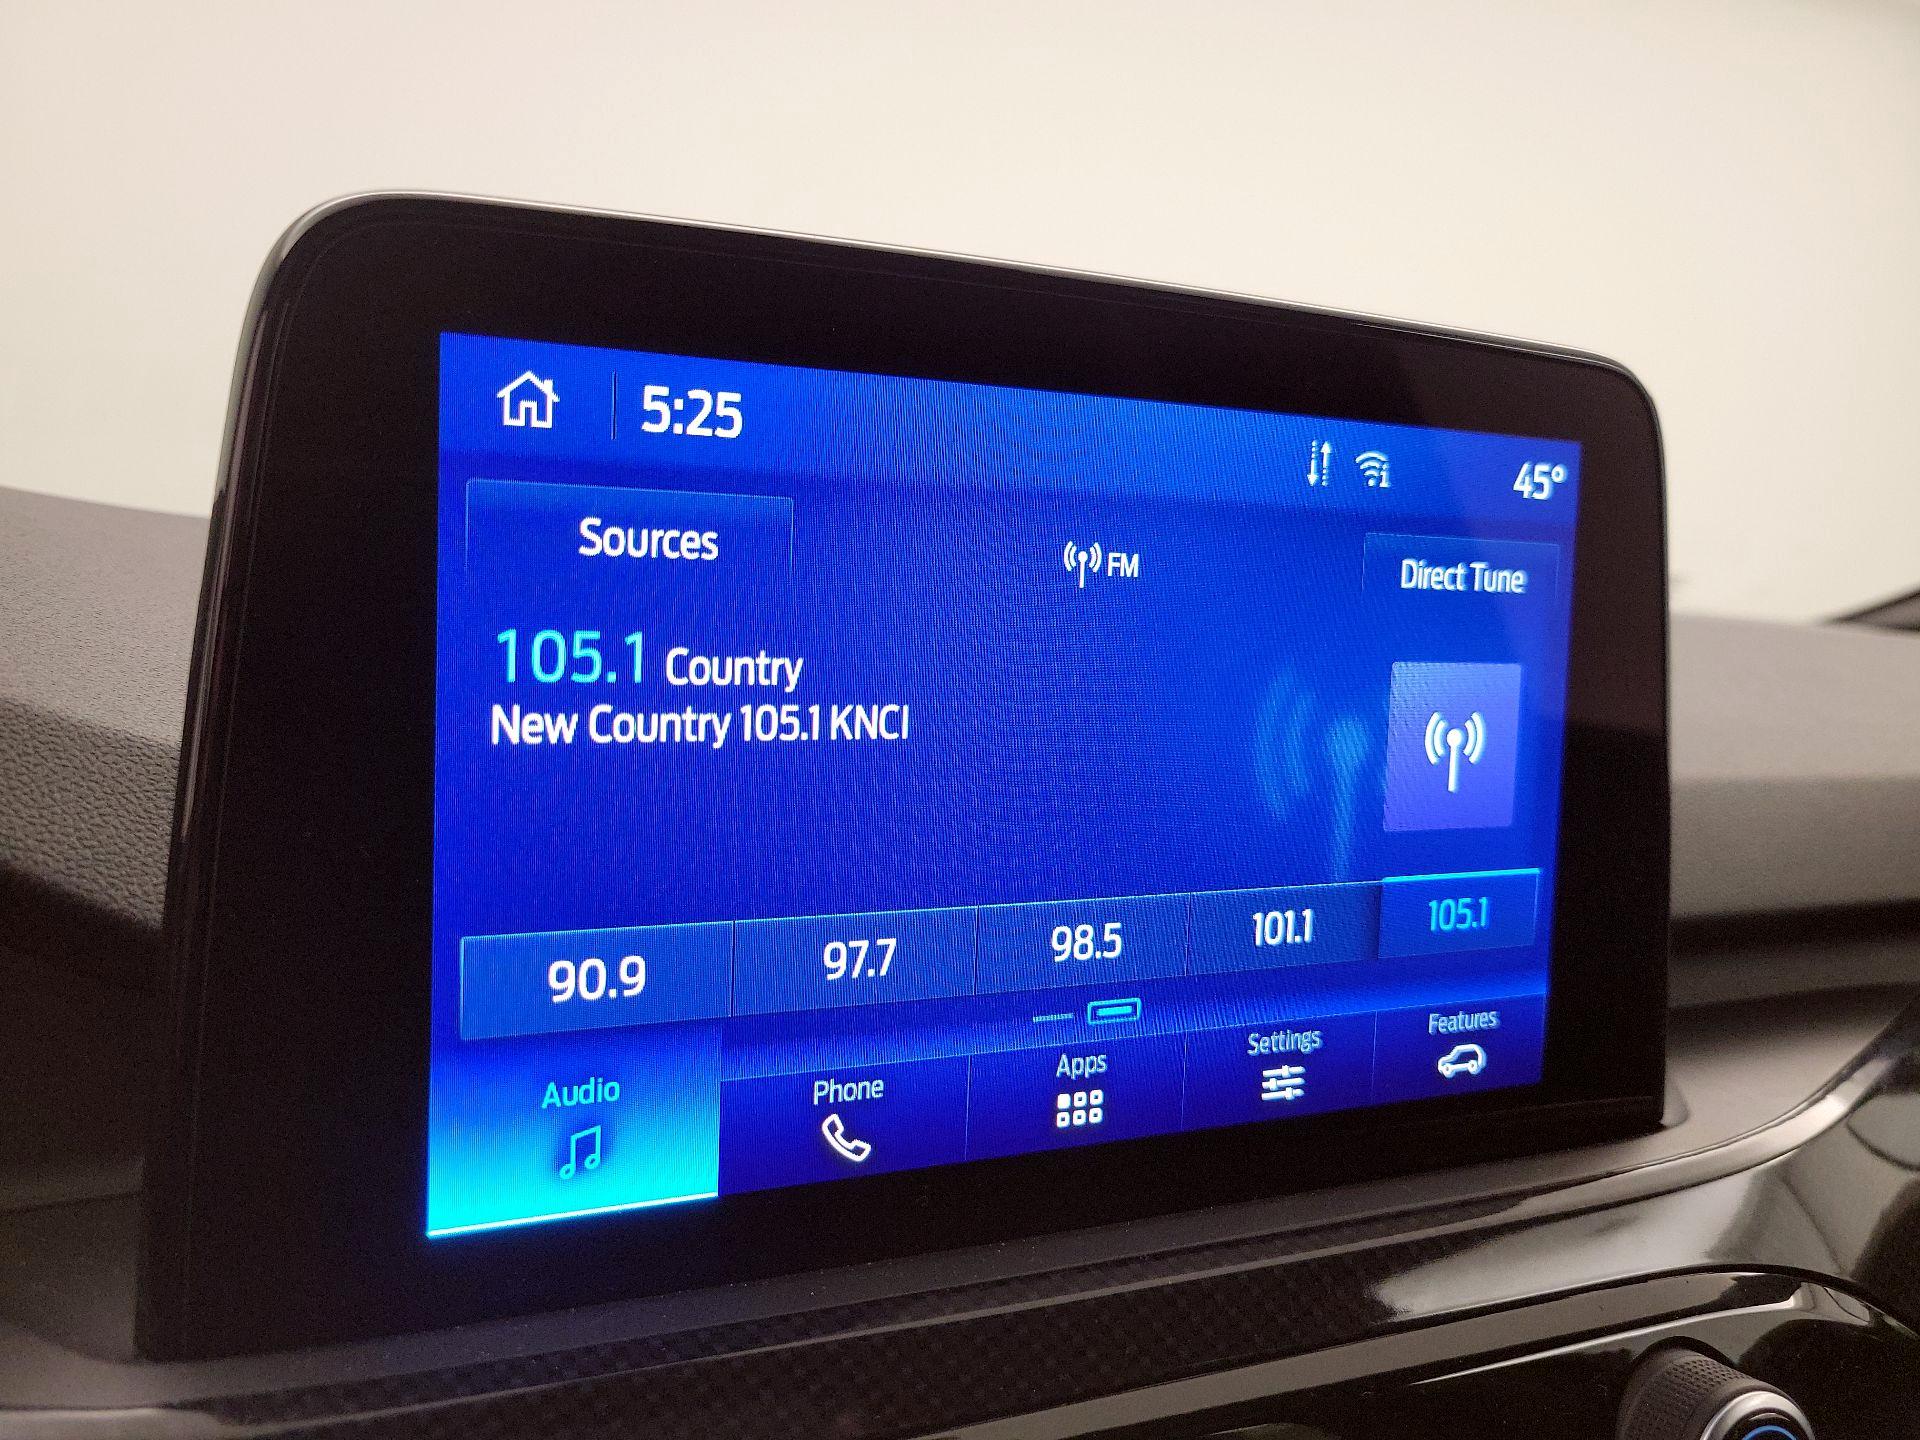 5:25
45°
Sources
FM
Direct Tune
105.1 Country
New Country 105.1 KNCI
90.9
97.7
98.5
101.1
105.1
Audio
Phone
Apps
Settings
Features